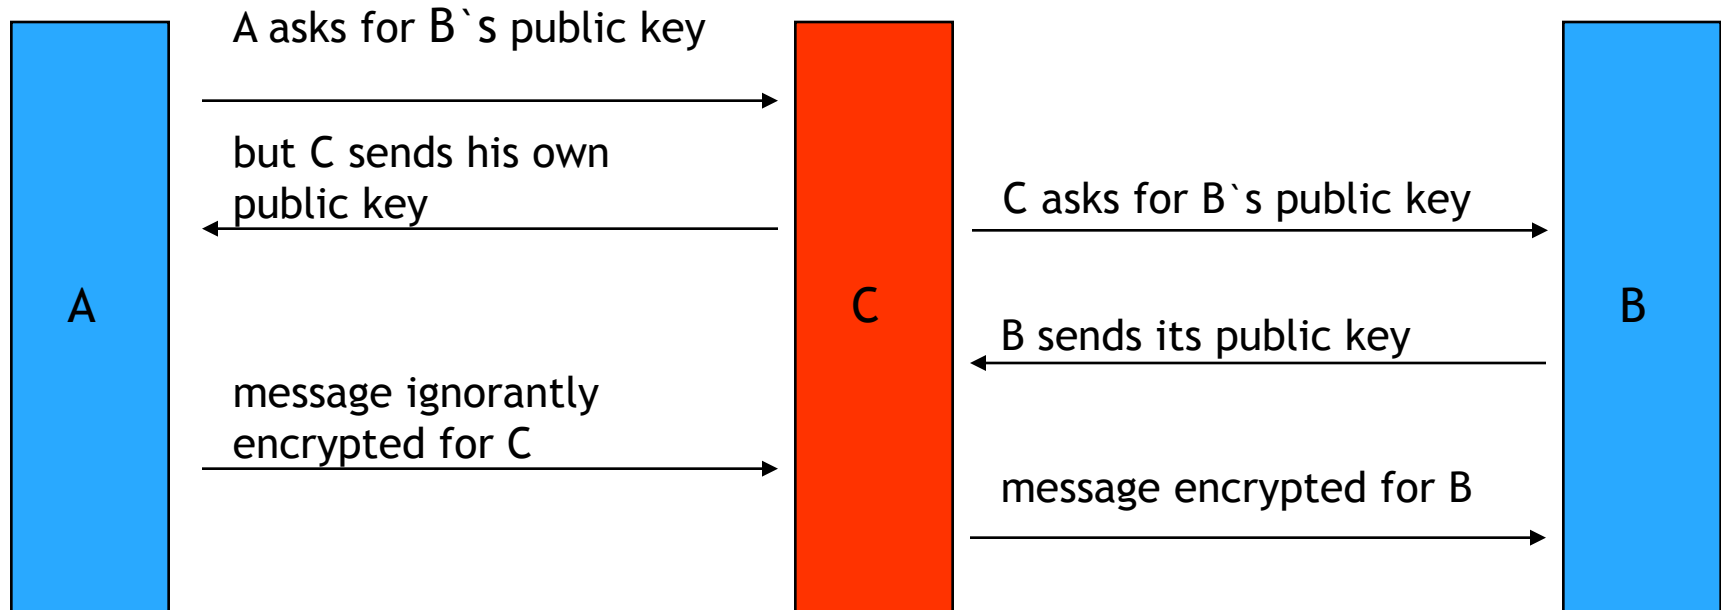 A asks for B`s public key
but C sends his own
public key
C asks for B`s public key
A
C
B
B sends its public key
message ignorantly
encrypted for C
message encrypted for B